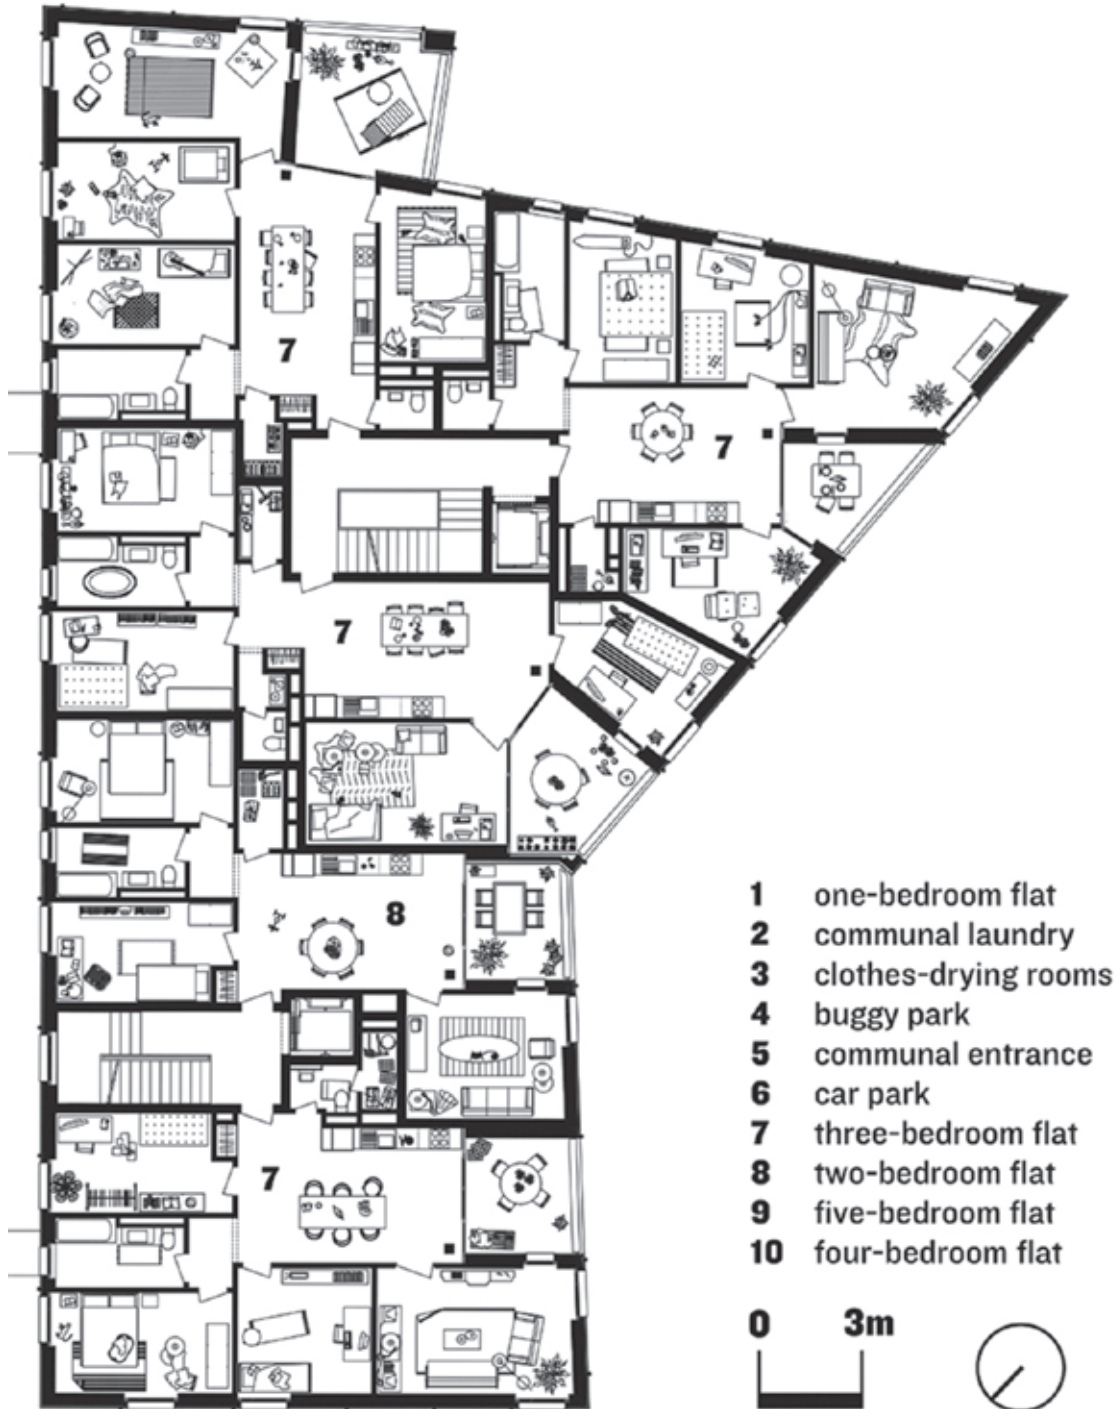 7
7
7
8
7
1 one-bedroom flat
2 communal laundry
3 clothes-drying rooms
4 buggy park
5 communal entrance
6 car park
7 three-bedroom flat
8 two-bedroom flat
9 five-bedroom flat
10 four-bedroom flat
0 3m